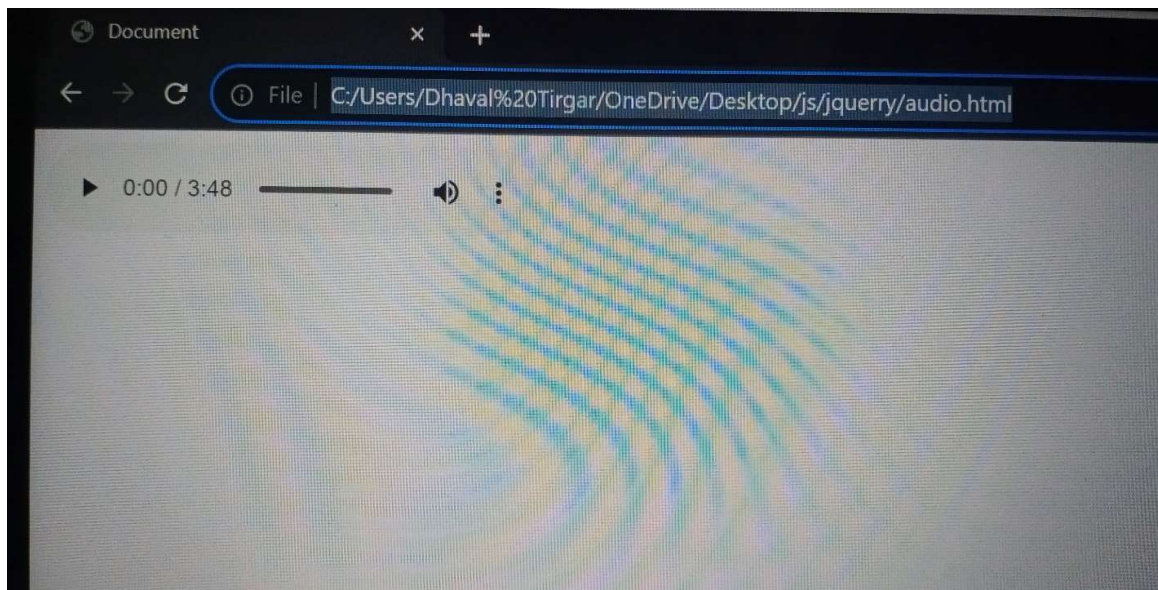 Document
File | C:/Users/Dhaval%20Tirgar/OneDrive/Desktop/js/jquerry/audio.html
0:00 / 3:48